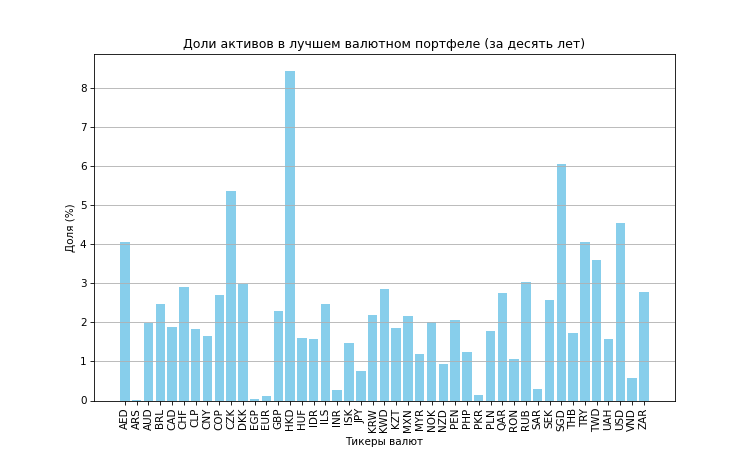 Доли активов в лучшем валютном портфеле (за десять лет)
Доля (%)
8
7
6
5
4
3
2
1
0
AED ARS AUD BRL CAD CHF CLP CNY COP CZK DKK EGP EUR GBP HKD HUF IDR ILS INR ISK JPY KRW KWD KZT MXN MYR NOK NZD PEN PHP PKR PLN QAR RON RUB SAR SEK SGD THB TRY TWD UAH USD VND ZAR
Тикеры валют